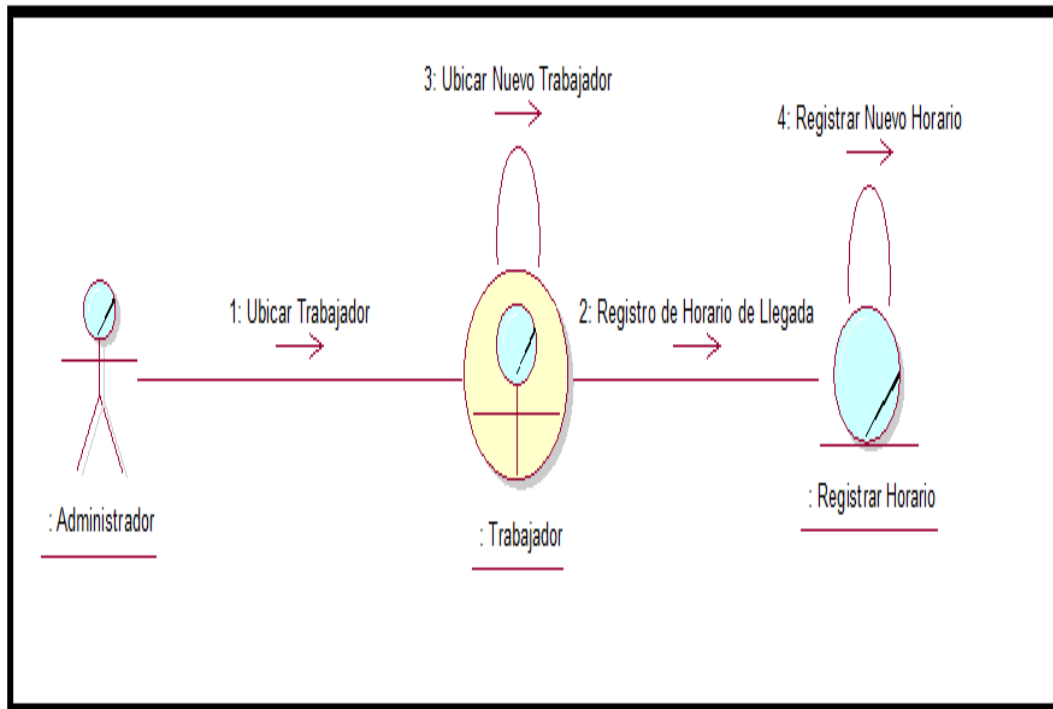 3: Ubicar Nuevo Trabajador
4: Registrar Nuevo Horario
1: Ubicar Trabajador
2: Registro de Horario de Llegada
: Administrador
: Trabajador
: Registrar Horario